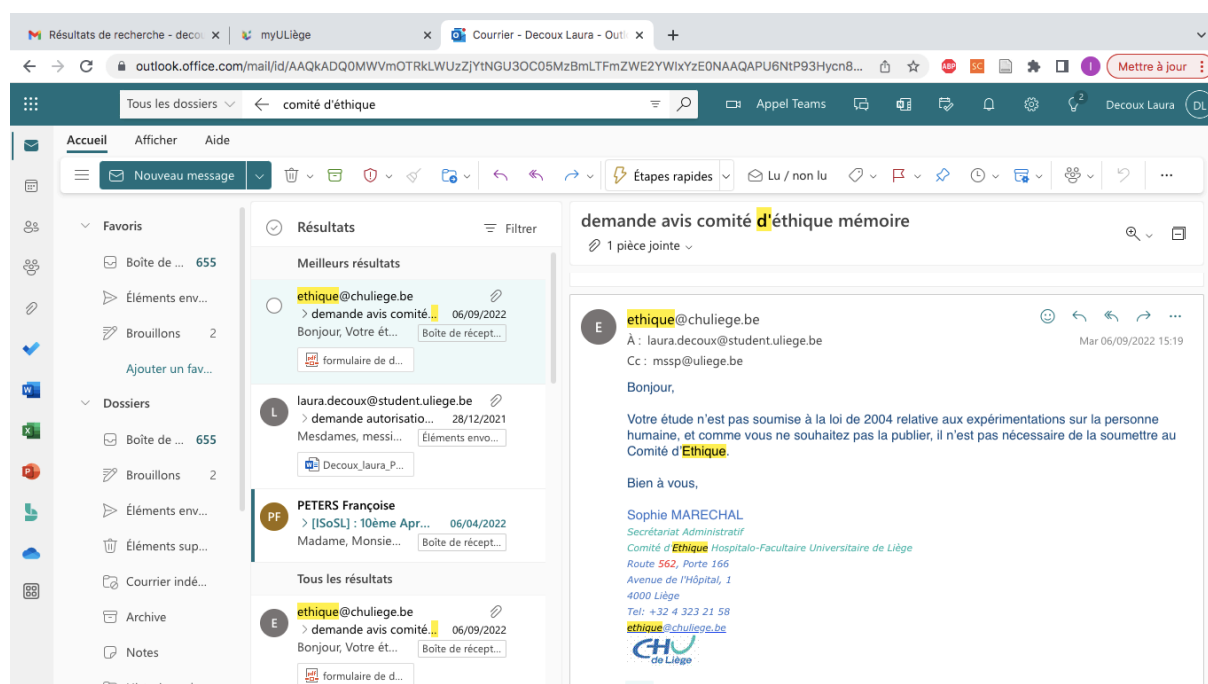 Résultats de recherche - decou
myULiège
Courrier - Decoux Laura - Outl
outlook.office.com/mail/id/AAQkADQ0MWVmOTRkLWUzZjYtNGU3OC05MzBmLTFmZWE2YWIxYzE0NAAQAPU6NtP93Hycn8...
ABP
SC
I
Mettre à jour
Tous les dossiers
comité d'éthique
Appel Teams
2
Decoux Laura
DL
Accueil Afficher Aide
Nouveau message
Étapes rapides
Lu / non lu
Favoris
Boîte de ... 655
Éléments env...
Brouillons 2
Ajouter un fav...
Dossiers
Boîte de ... 655
Brouillons 2
Éléments env...
Éléments sup...
Courrier indé...
Archive
Notes
Résultats
Filtrer
Meilleurs résultats
ethique@chuliege.be
> demande avis comité... 06/09/2022
Bonjour, Votre ét... Boîte de récept...
formulaire de d...
L
laura.decoux@student.uliege.be
> demande autorisatio... 28/12/2021
Mesdames, messi... Éléments envo...
Decoux_laura_P...
PF
PETERS Françoise
> [ISoSL] : 10ème Apr... 06/04/2022
Madame, Monsie... Boîte de récept...
Tous les résultats
E
ethique@chuliege.be
> demande avis comité... 06/09/2022
Bonjour, Votre ét... Boîte de récept...
formulaire de d...
demande avis comité d'éthique mémoire
1 pièce jointe
E
ethique@chuliege.be
À : laura.decoux@student.uliege.be
Mar 06/09/2022 15:19
Cc : mssp@uliege.be
Bonjour,
Votre étude n'est pas soumise à la loi de 2004 relative aux expérimentations sur la personne
humaine, et comme vous ne souhaitez pas la publier, il n'est pas nécessaire de la soumettre au
Comité d'Ethique.
Bien à vous,
Sophie MARECHAL
Secrétariat Administratif
Comité d'Ethique Hospitalo-Facultaire Universitaire de Liège
Route 562, Porte 166
Avenue de l'Hôpital, 1
4000 Liège
Tel: +32 4 323 21 58
ethique@chuliege.be
CHU
de Liège